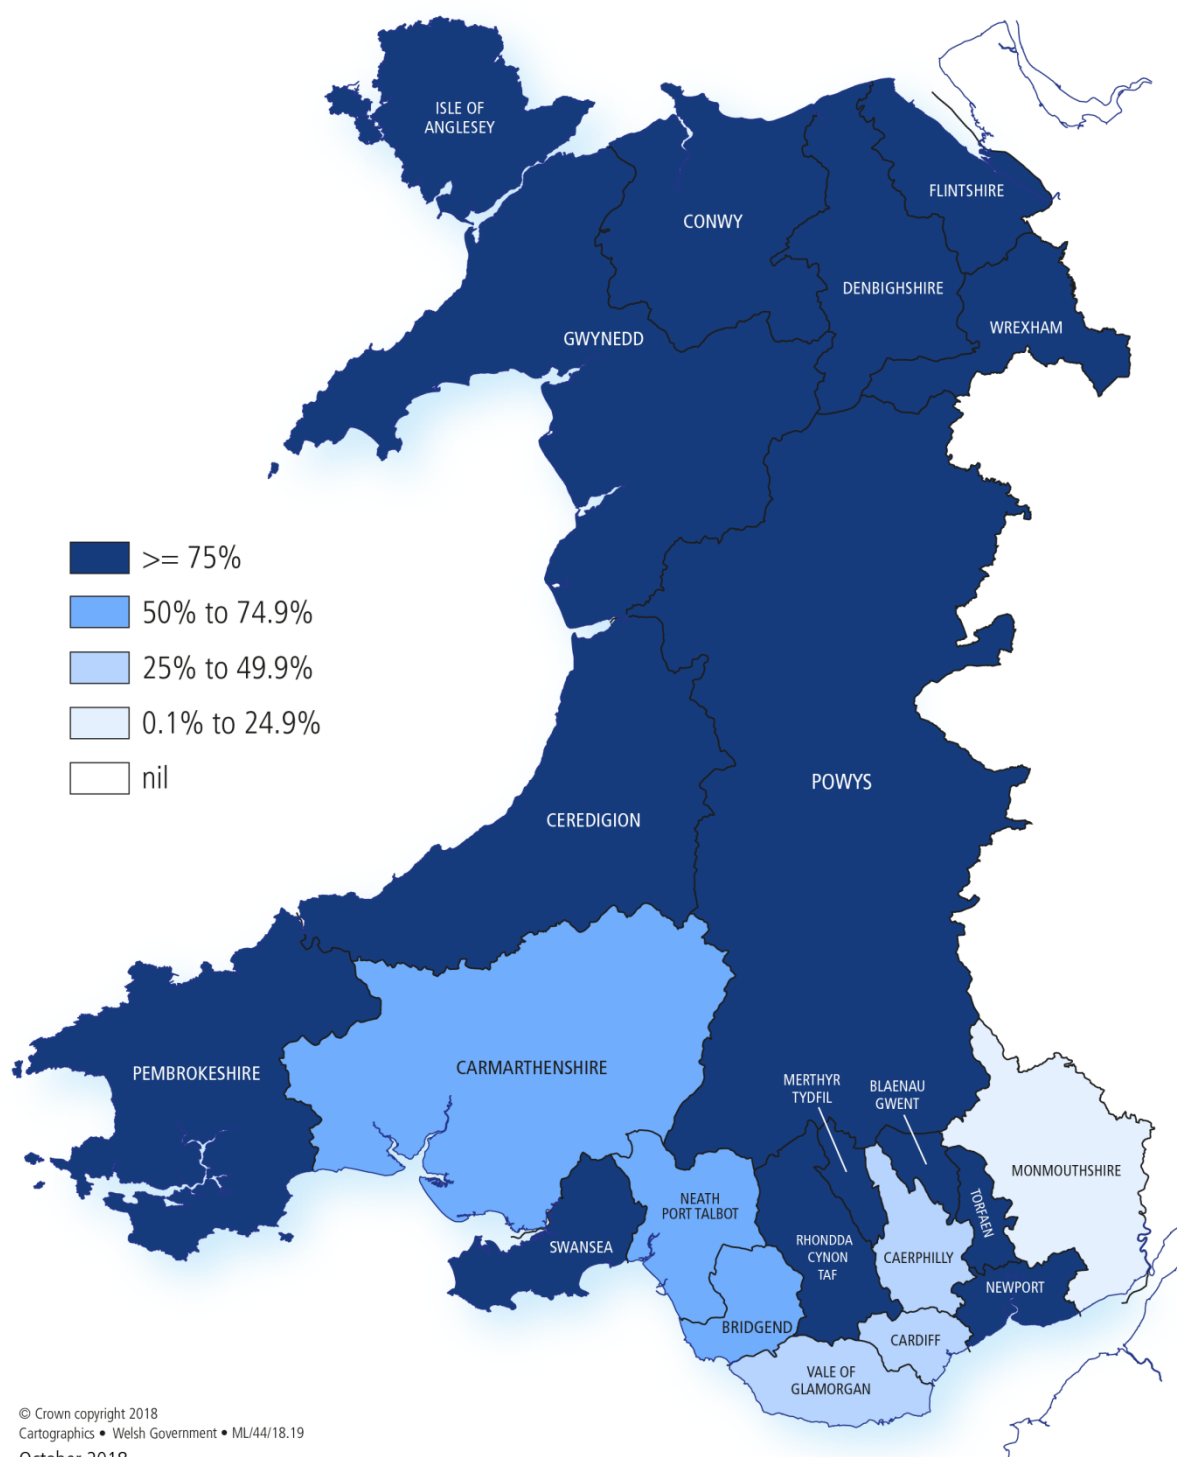 ISLE OF
ANGLESEY
FLINTSHIRE
CONWY
DENBIGHSHIRE
WREXHAM
GWYNEDD
>= 75%
50% to 74.9%
25% to 49.9%
0.1% to 24.9%
nil
POWYS
CEREDIGION
CARMARTHENSHIRE
PEMBROKESHIRE
MERTHYR
TYDFIL
BLAENAU
GWENT
MONMOUTHSHIRE
NEATH
PORT TALBOT
TORFAEN
SWANSEA
RHONDDA
CYNON
TAF
CAERPHILLY
NEWPORT
BRIDGEND
CARDIFF
VALE OF
GLAMORGAN
© Crown copyright 2018
Cartographics • Welsh Government • ML/44/18.19
October 2018